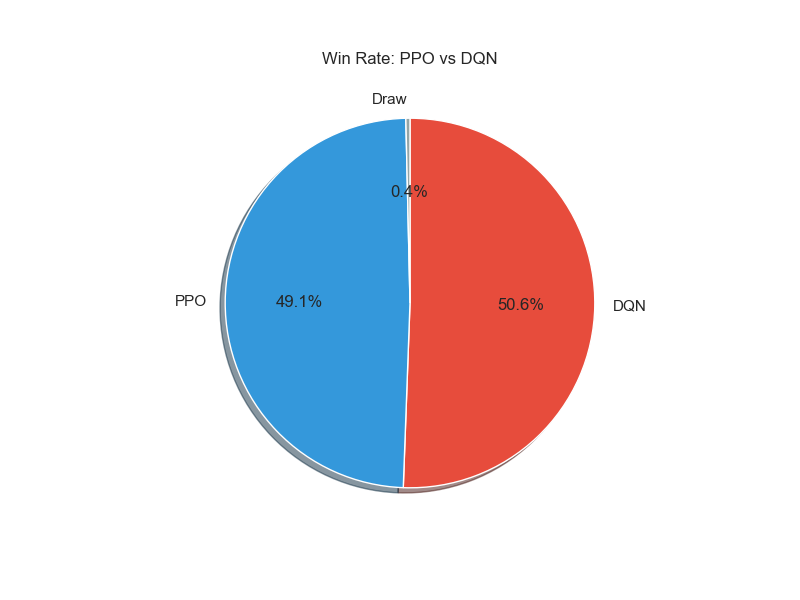 Win Rate: PPO vs DQN
Draw
0.4%
PPO
49.1%
50.6%
DQN